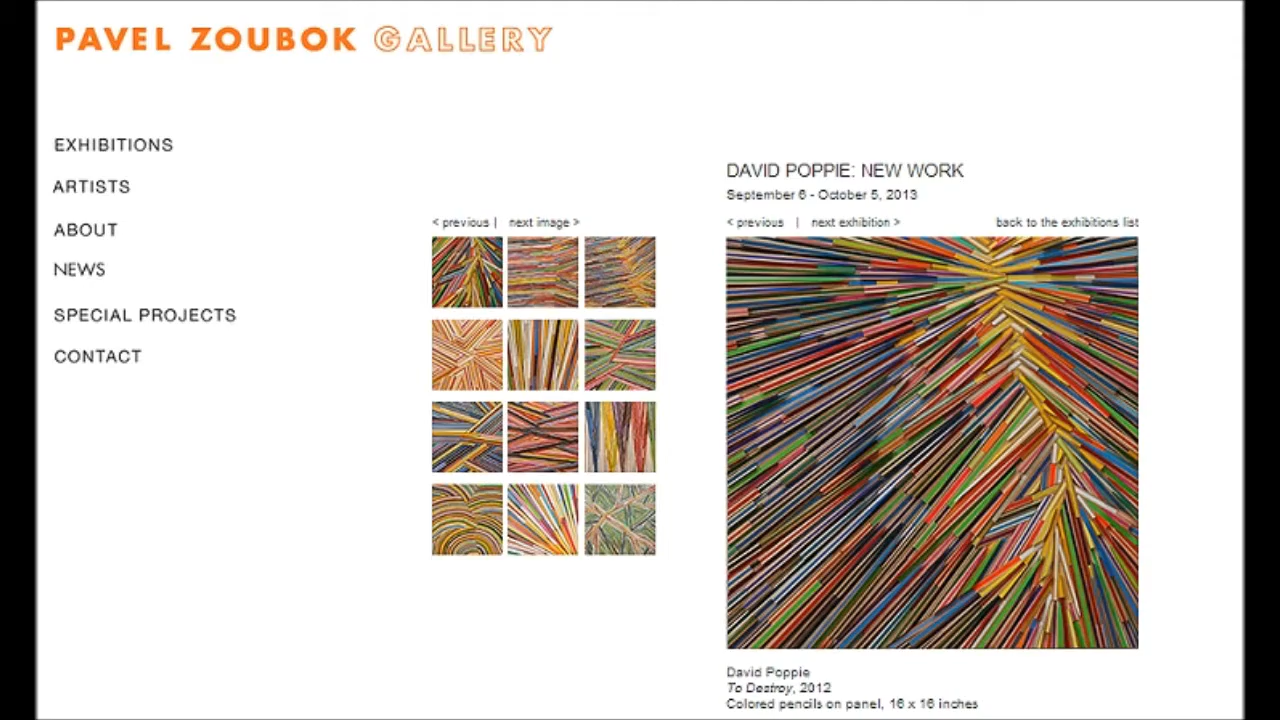 PAVEL ZOUBOK GALLERY
EXHIBITIONS
ARTISTS
ABOUT
NEWS
SPECIAL PROJECTS
CONTACT
< previous | next image >
DAVID POPPIE: NEW WORK
September 6 - October 5, 2013
< previous | next exhibition > back to the exhibitions list
David Poppie
To Destroy, 2012
Colored pencils on panel, 16 x 16 inches